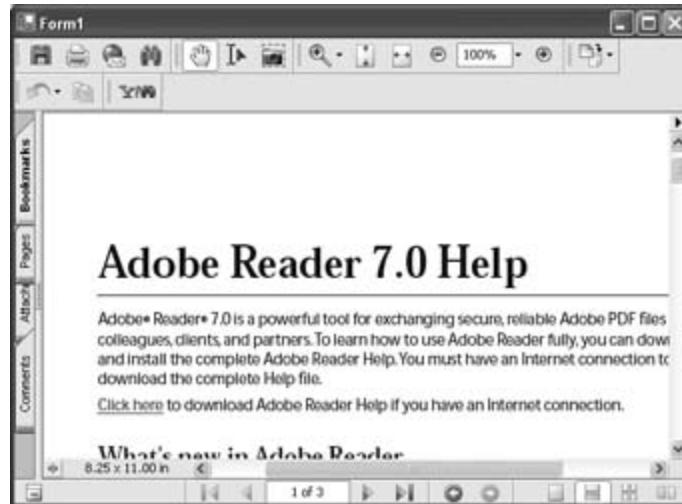 Form1
100%
Bookmarks
Pages
Comments
Adobe Reader 7.0 Help
Adobe® Reader® 7.0 is a powerful tool for exchanging secure, reliable Adobe PDF files
colleagues, clients, and partners. To learn how to use Adobe Reader fully, you can
and install the complete Adobe Reader Help. You must have an Internet connection
download the complete Help file.
Click here to download Adobe Reader Help if you have an Internet connection.
What's new in Adobe Reader
8.25 x 11.00 in
1 of 3